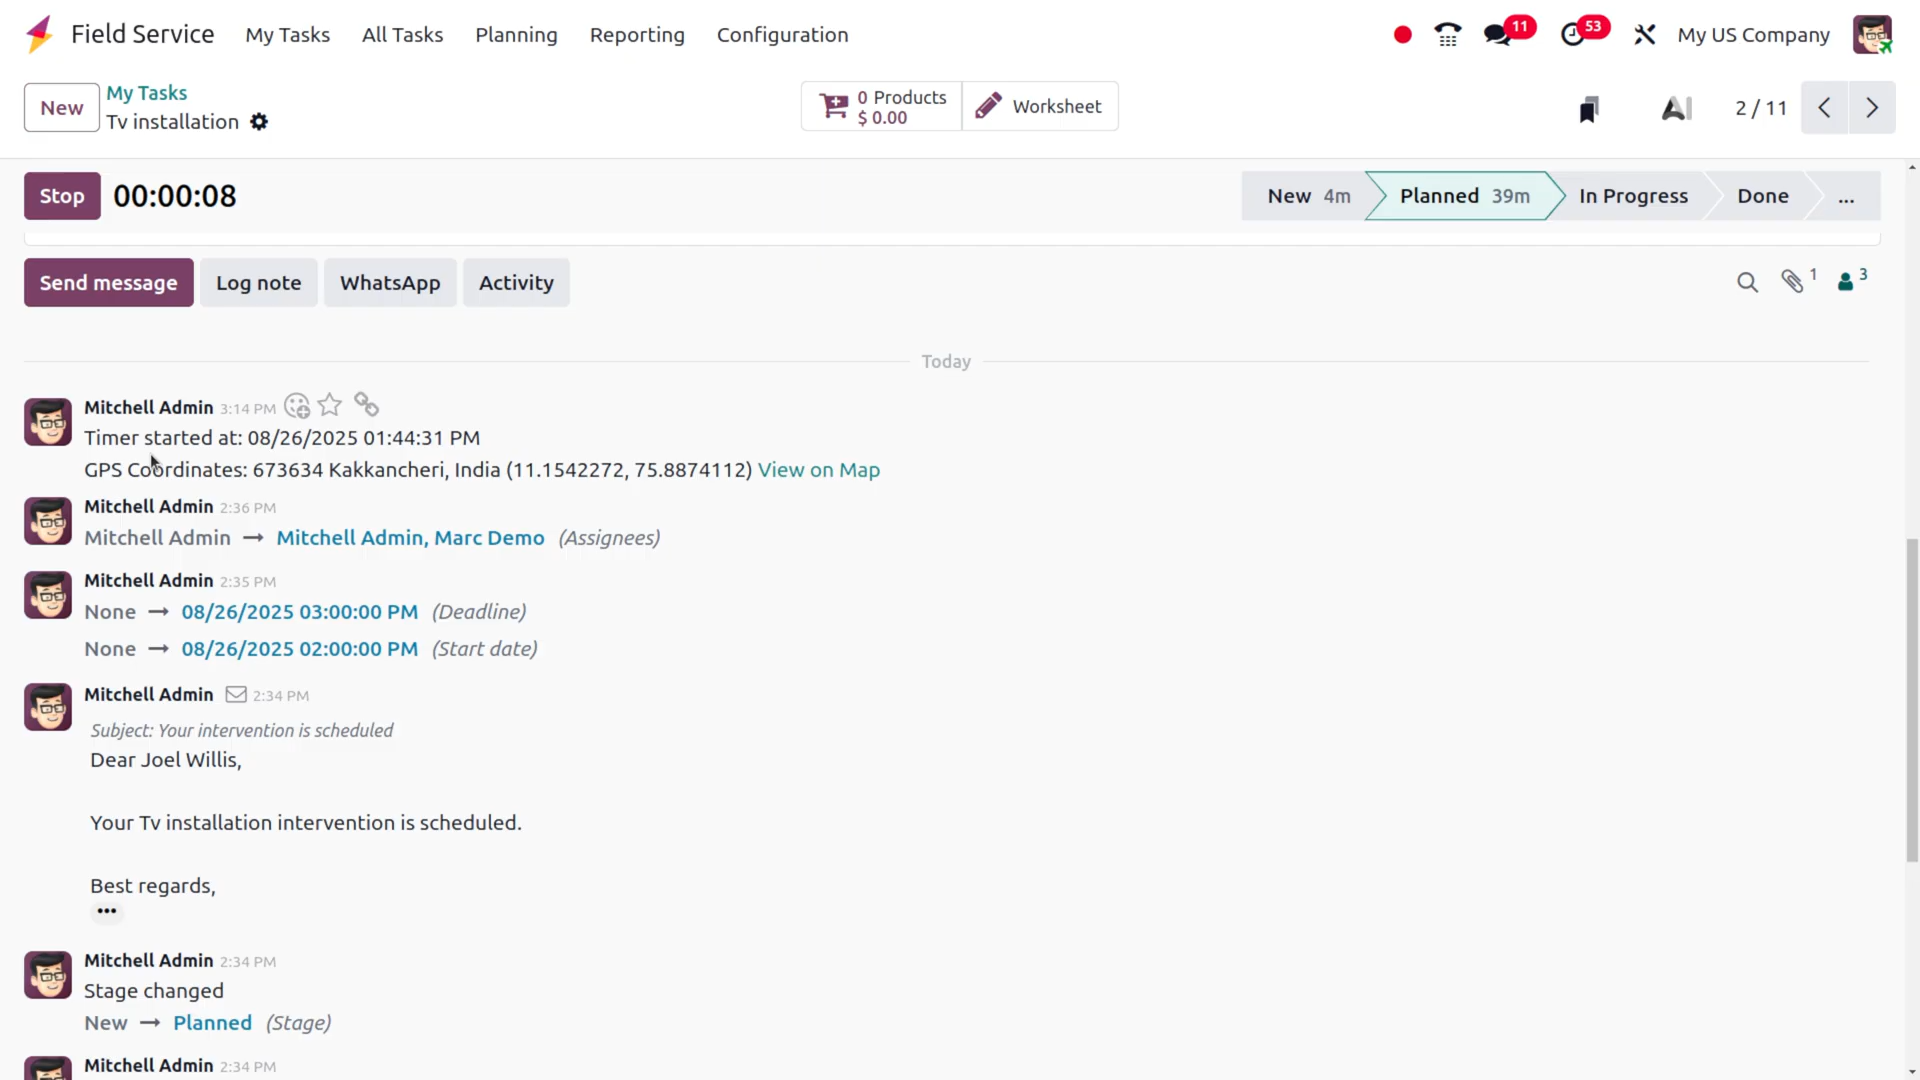 Field Service My Tasks All Tasks Planning Reporting Configuration 11 53 My US Company
New My Tasks
Tv installation
0 Products
$ 0.00
Worksheet
AI 2 / 11
Stop 00:00:08 New 4m Planned 39m In Progress Done ...
Send message Log note WhatsApp Activity 1 3
Today
Mitchell Admin 3:14 PM
Timer started at: 08/26/2025 01:44:31 PM
GPS Coordinates: 673634 Kakkancheri, India (11.1542272, 75.8874112) View on Map
Mitchell Admin 2:36 PM
Mitchell Admin → Mitchell Admin, Marc Demo (Assignees)
Mitchell Admin 2:35 PM
None → 08/26/2025 03:00:00 PM (Deadline)
None → 08/26/2025 02:00:00 PM (Start date)
Mitchell Admin 2:34 PM
Subject: Your intervention is scheduled
Dear Joel Willis,
Your Tv installation intervention is scheduled.
Best regards,
•••
Mitchell Admin 2:34 PM
Stage changed
New → Planned (Stage)
Mitchell Admin 2:34 PM